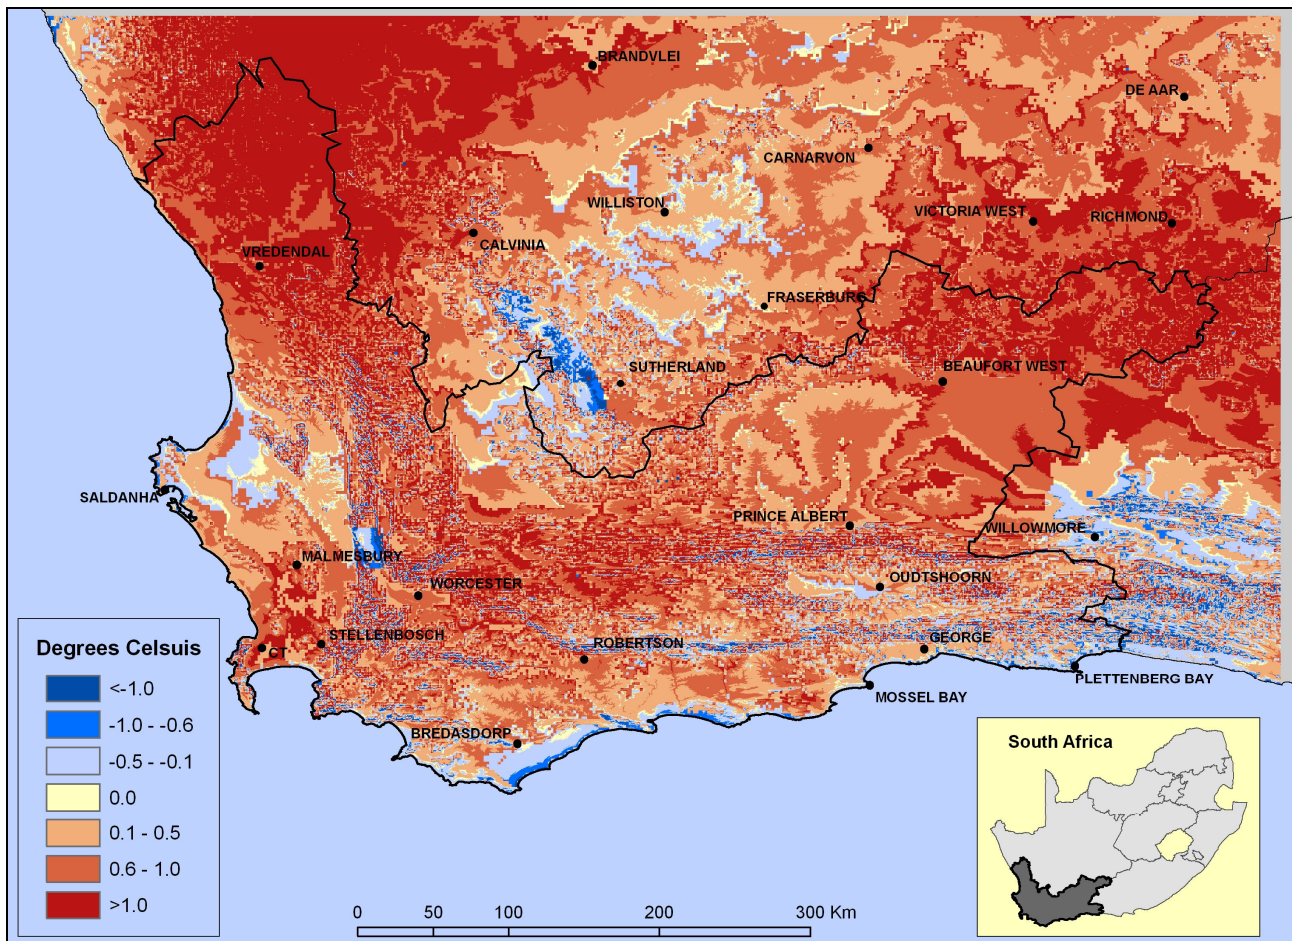 BRANDVLEI
DE AAR
CARNARVON
WILLISTON
VICTORIA WEST
RICHMOND
CALVINIA
VREDENDAL
FRASERBURG
SUTHERLAND
BEAUFORT WEST
SALDANHA
PRINCE ALBERT
WILLOWMORE
MALMESBURY
WORCESTER
OUDTSHOORN
STELLENBOSCH
CT
ROBERTSON
GEORGE
PLETTENBERG BAY
MOSSEL BAY
BREDASDORP
Degrees Celsuis
<-1.0
-1.0 - -0.6
-0.5 - -0.1
0.0
0.1 - 0.5
0.6 - 1.0
>1.0
South Africa
0 50 100 200 300 Km